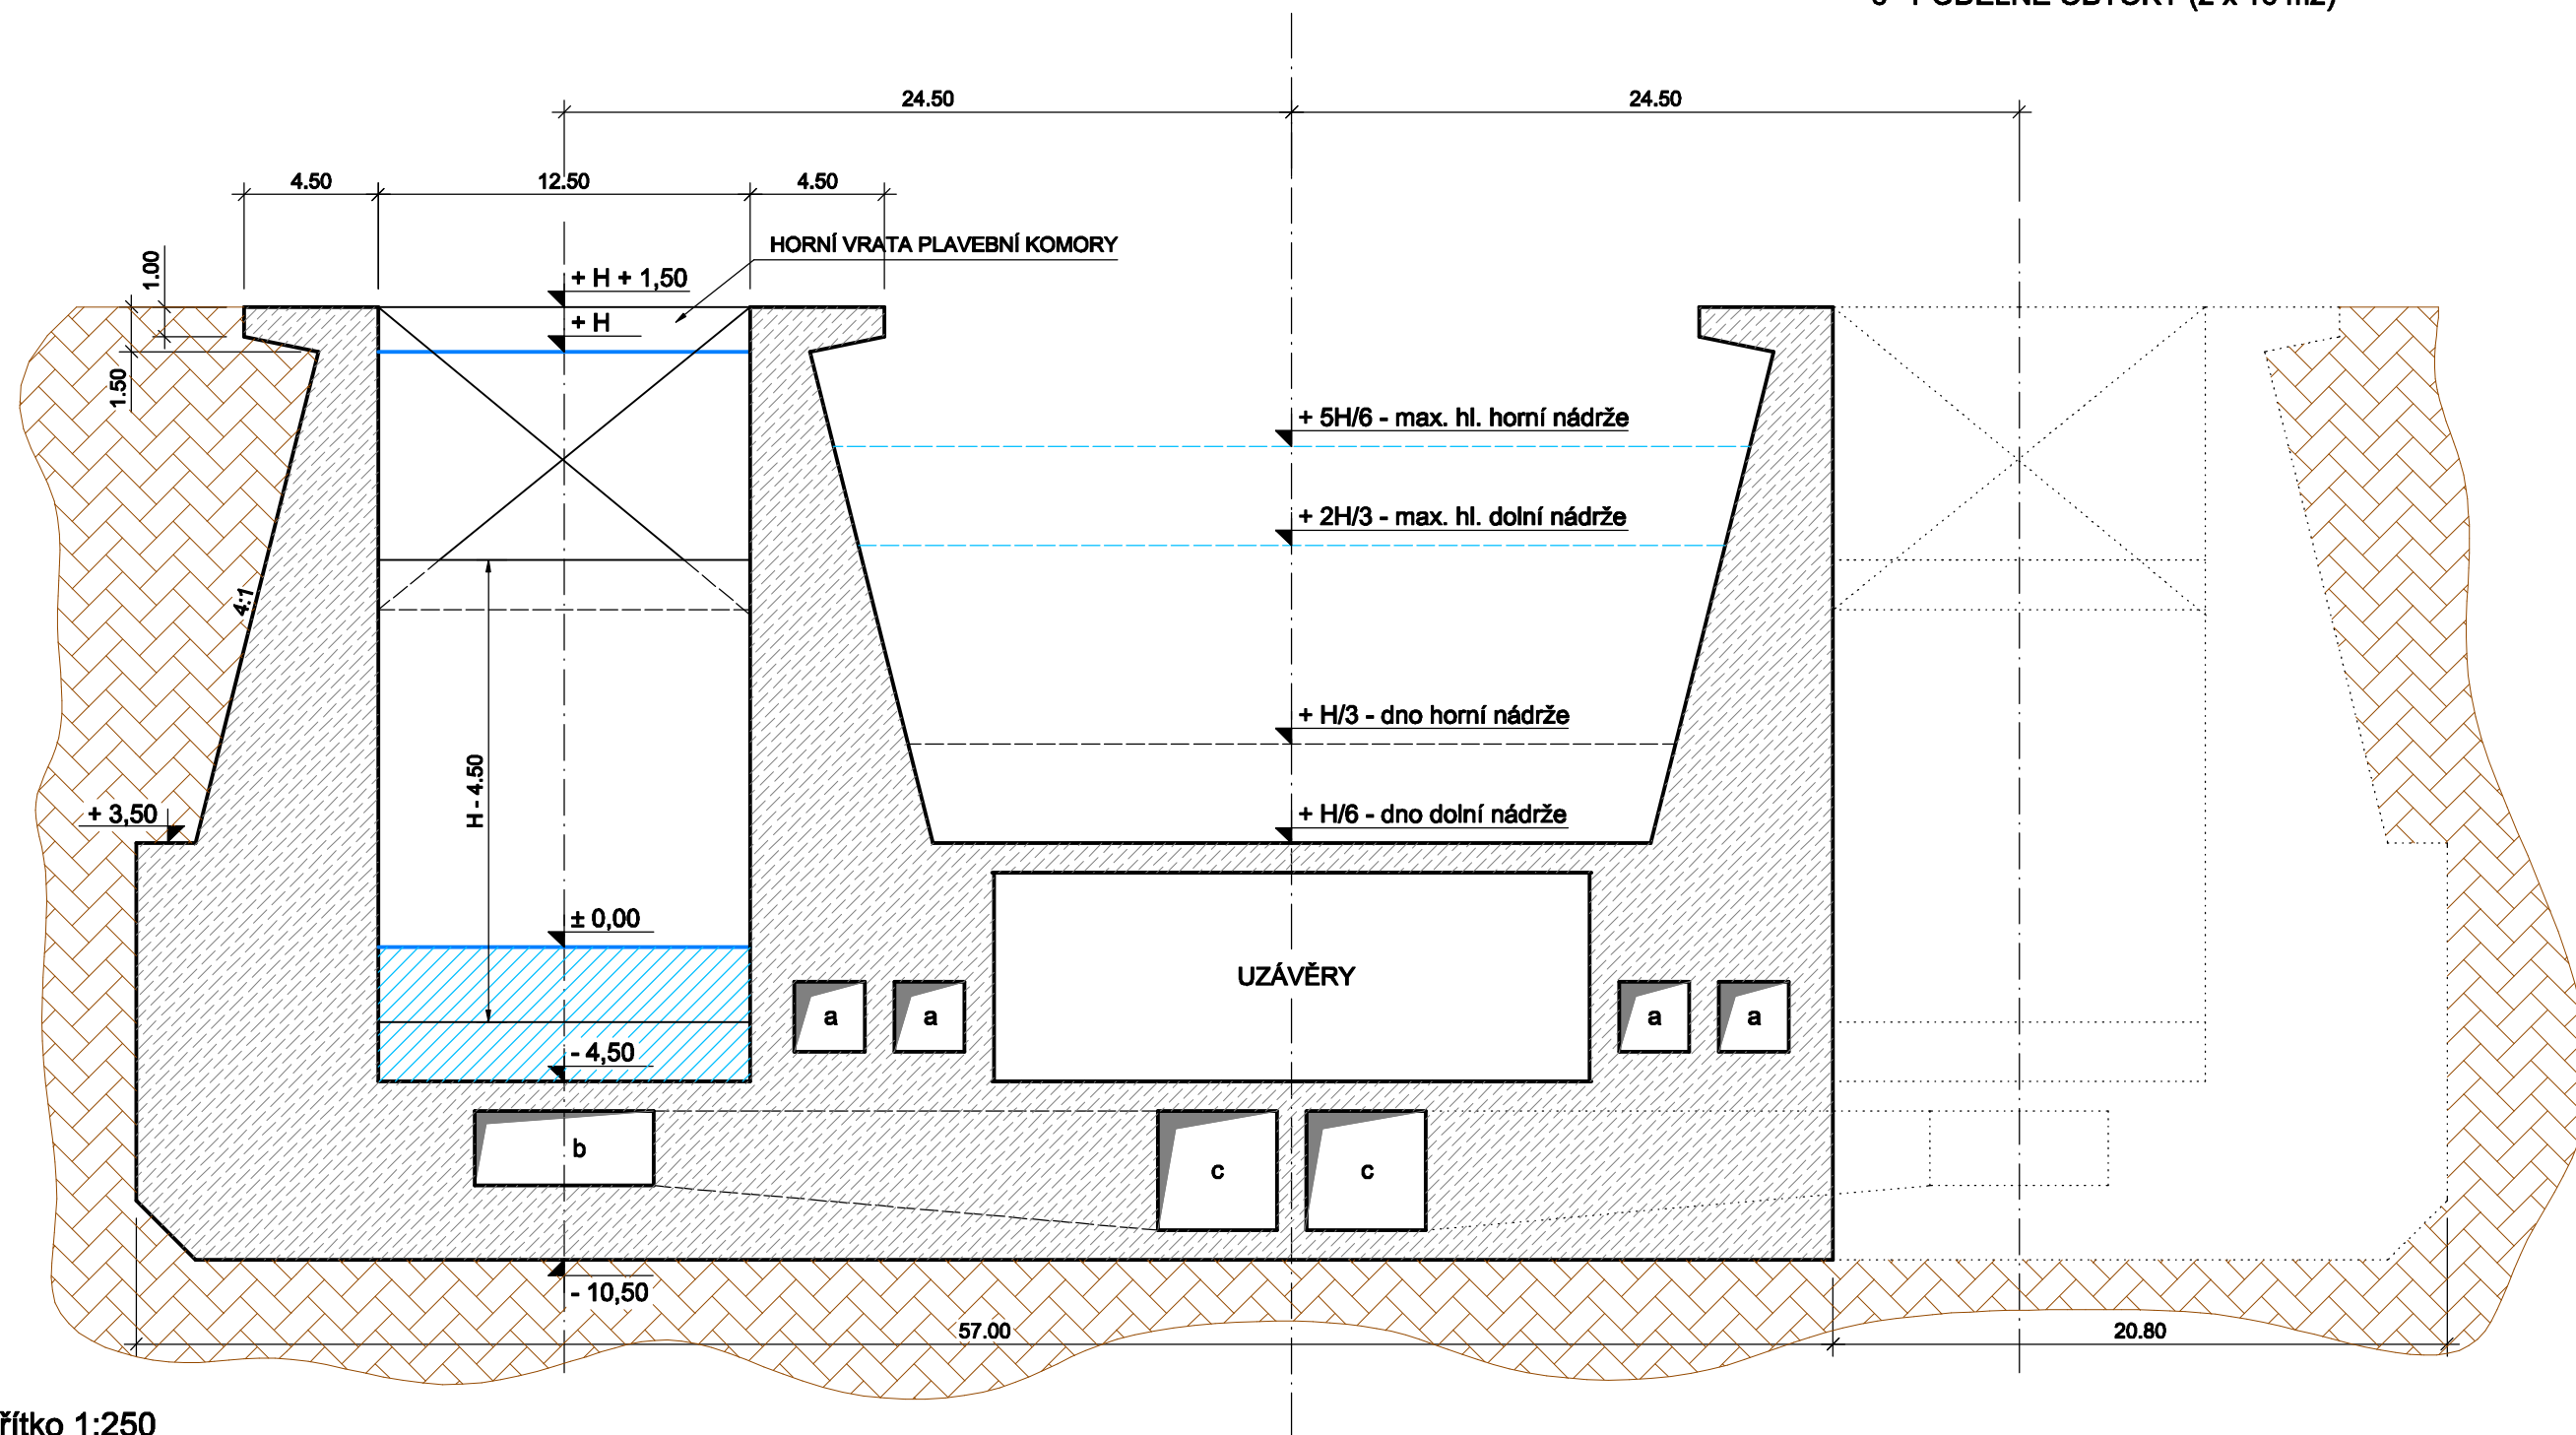 (2 x 16 m2)
24.50 24.50
4.50 12.50 4.50
HORNÍ VRATA PLAVEBNÍ KOMORY
1.00
+ H + 1,50
+ H
1.50
+ 5H/6 - max. hl. horní nádrže
+ 2H/3 - max. hl. dolní nádrže
4:1
+ H/3 - dno horní nádrže
H - 4.50
+ 3,50
+ H/6 - dno dolní nádrže
± 0,00
UZÁVĚRY
a a a a
- 4,50
b
c c
- 10,50
57.00 20.80
řítko 1:250